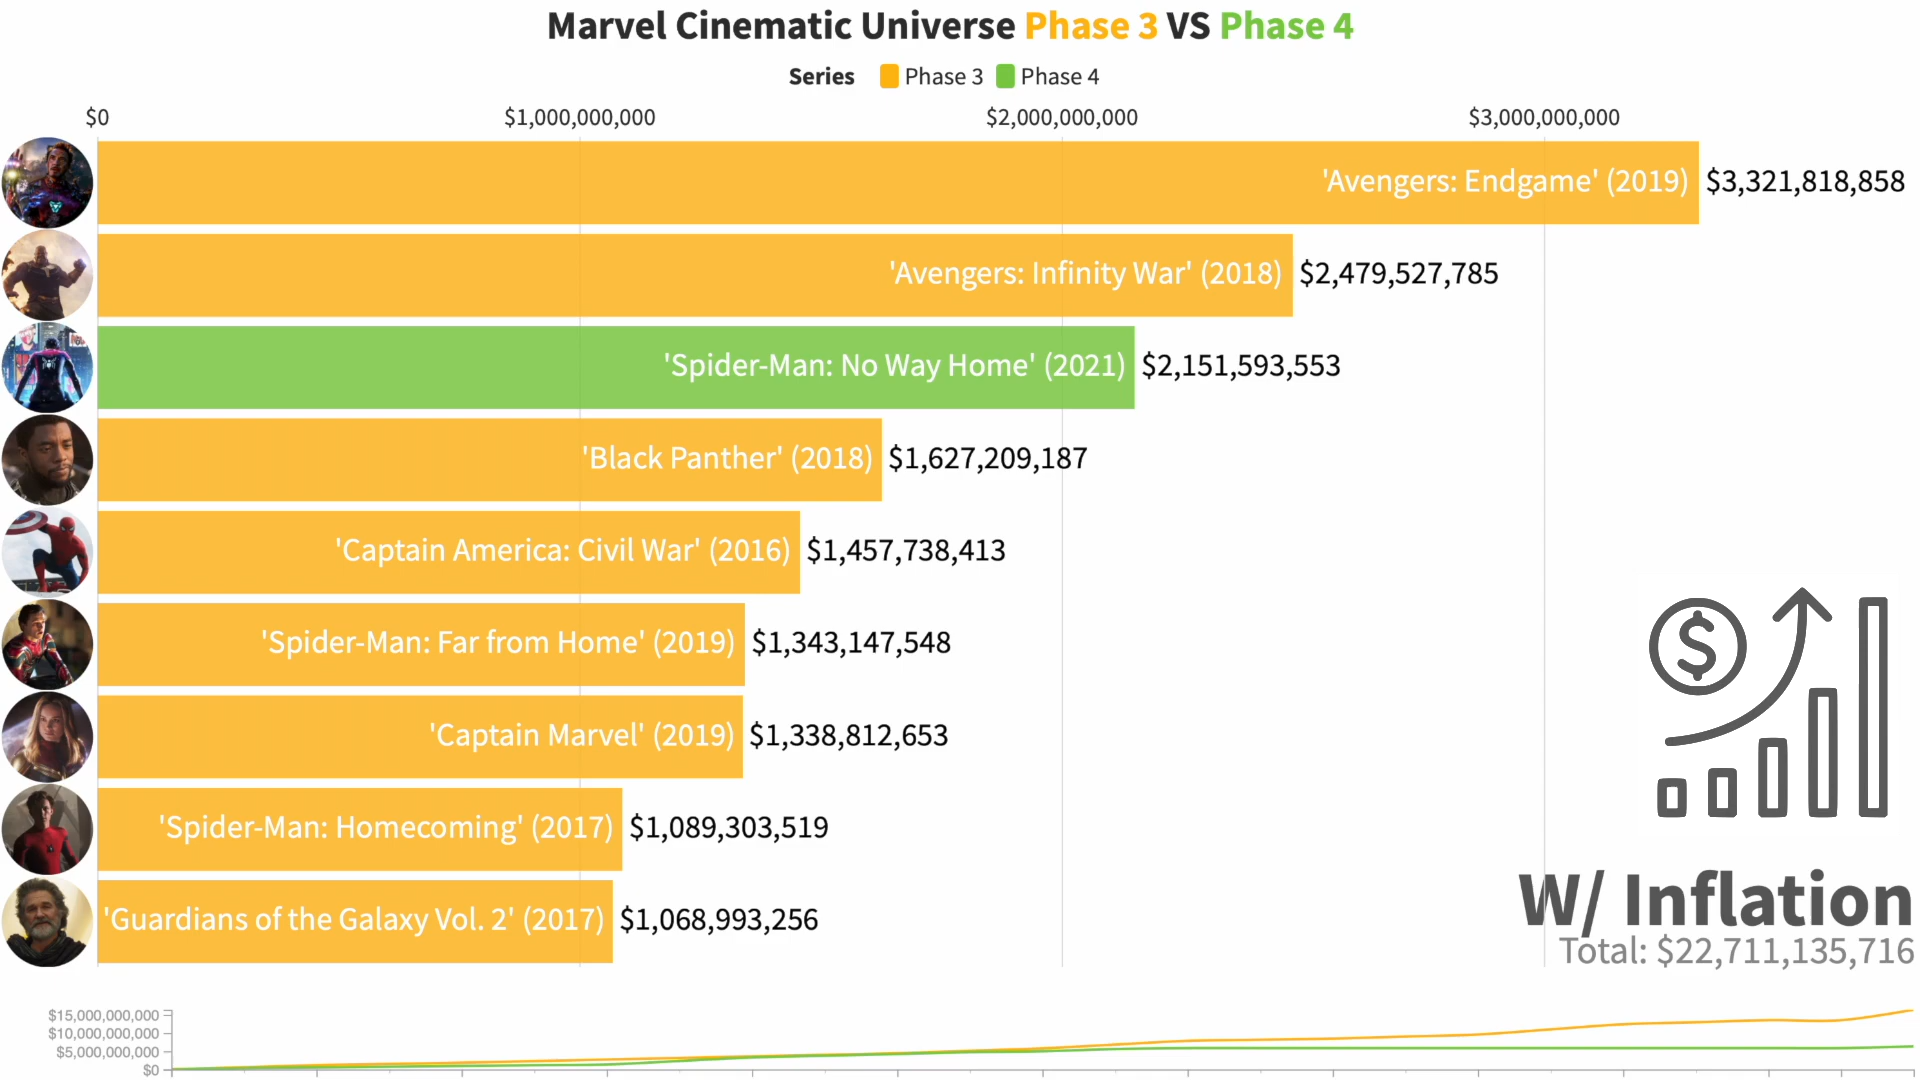 Marvel Cinematic Universe Phase 3 VS Phase 4
Series Phase 3 Phase 4
$0 $1,000,000,000 $2,000,000,000 $3,000,000,000
'Avengers: Endgame' (2019) $3,321,818,858
'Avengers: Infinity War' (2018) $2,479,527,785
'Spider-Man: No Way Home' (2021) $2,151,593,553
'Black Panther' (2018) $1,627,209,187
'Captain America: Civil War' (2016) $1,457,738,413
'Spider-Man: Far from Home' (2019) $1,343,147,548
'Captain Marvel' (2019) $1,338,812,653
'Spider-Man: Homecoming' (2017) $1,089,303,519
'Guardians of the Galaxy Vol. 2' (2017) $1,068,993,256
$
W/ Inflation
Total: $22,711,135,716
$15,000,000,000
$10,000,000,000
$5,000,000,000
$0